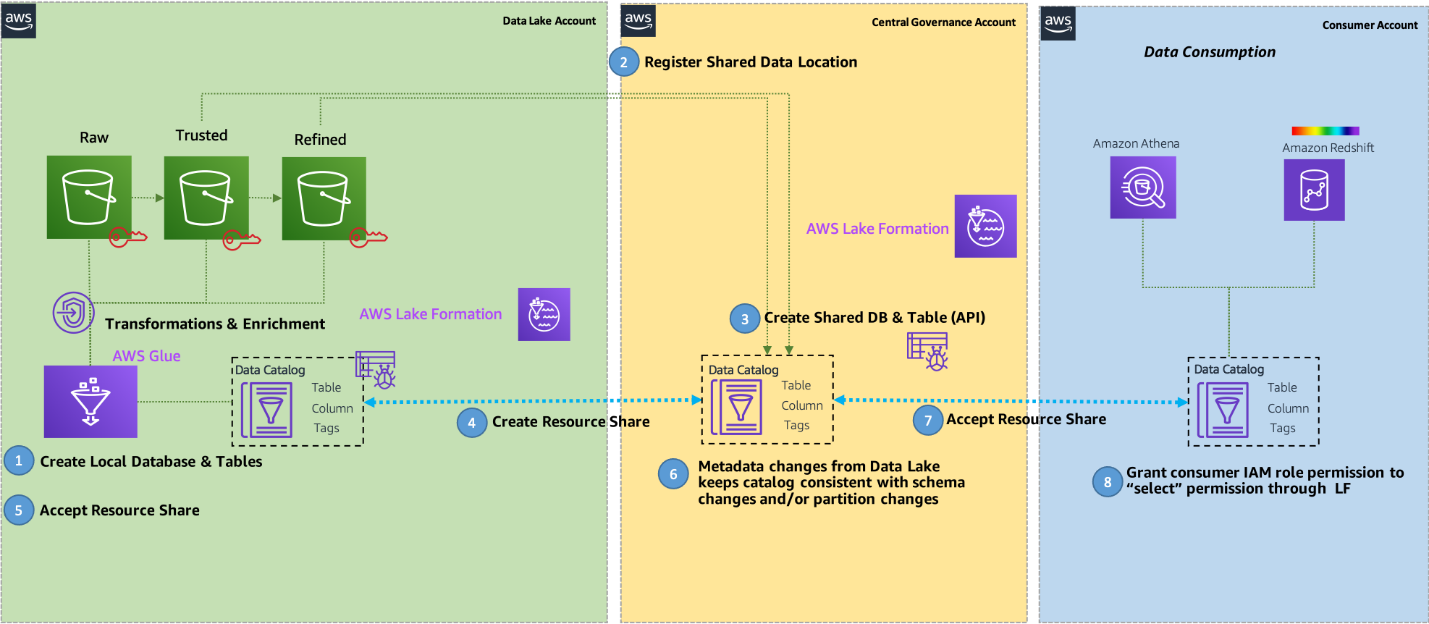 aws
Data Lake Account
Raw
Trusted
Refined
Transformations & Enrichment
AWS Lake Formation
AWS Glue
Data Catalog
Table
Column
Tags
1 Create Local Database & Tables
5 Accept Resource Share
4 Create Resource Share
aws
Central Governance Account
2 Register Shared Data Location
AWS Lake Formation
3 Create Shared DB & Table (API)
Data Catalog
Table
Column
Tags
7 Accept Resource Share
6 Metadata changes from Data Lake
keeps catalog consistent with schema
changes and/or partition changes
aws
Consumer Account
Data Consumption
Amazon Athena
Amazon Redshift
Data Catalog
Table
Column
Tags
8 Grant consumer IAM role permission to
“select” permission through LF